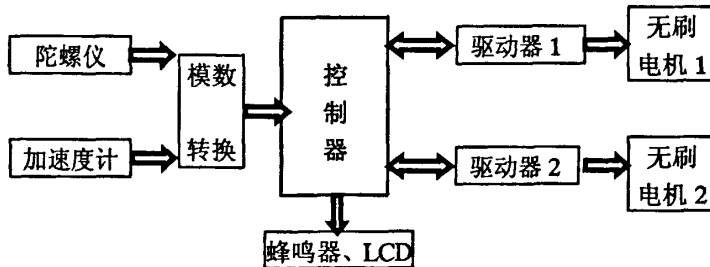 陀螺仪
加速度计
模数
转换
控
制
器
驱动器 1
无刷
电机 1
驱动器 2
无刷
电机 2
蜂鸣器、LCD